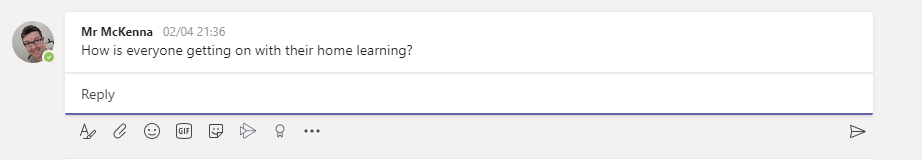 Mr McKenna 02/04 21:36
How is everyone getting on with their home learning?
Reply
GIF